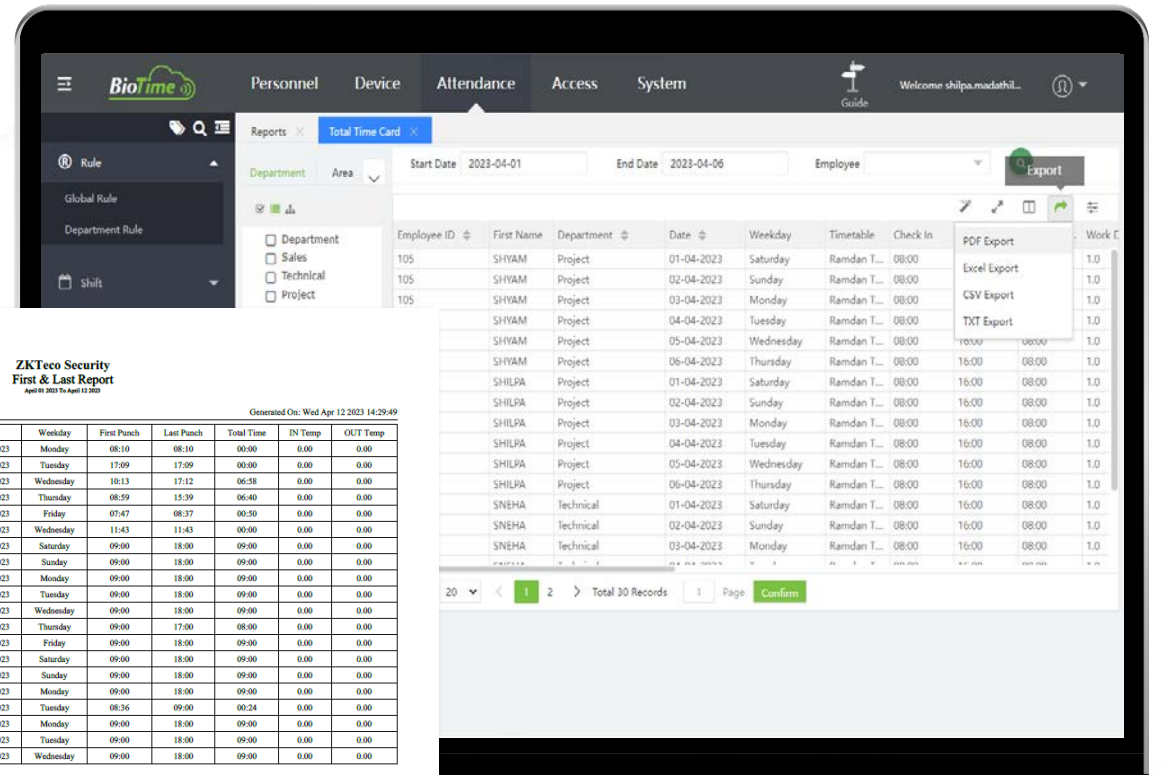 BioTime
Personnel Device Attendance Access System
Guide
Welcome shilpa.madathil...
Reports Total Time Card
Rule
Global Rule
Department Rule
Shift
Department Area
Start Date 2023-04-01 End Date 2023-04-06 Employee
Export
PDF Export
Excel Export
CSV Export
TXT Export
Department
Sales
Technical
Project
Employee ID First Name Department Date Weekday Timetable Check In Work D
105 SHYAM Project 01-04-2023 Saturday Ramdan T... 08:00 1.0
105 SHYAM Project 02-04-2023 Sunday Ramdan T... 08:00 1.0
105 SHYAM Project 03-04-2023 Monday Ramdan T... 08:00 1.0
SHYAM Project 04-04-2023 Tuesday Ramdan T... 08:00 1.0
SHYAM Project 05-04-2023 Wednesday Ramdan T... 08:00 16:00 08:00 1.0
SHYAM Project 06-04-2023 Thursday Ramdan T... 08:00 16:00 08:00 1.0
SHILPA Project 01-04-2023 Saturday Ramdan T... 08:00 16:00 08:00 1.0
SHILPA Project 02-04-2023 Sunday Ramdan T... 08:00 16:00 08:00 1.0
SHILPA Project 03-04-2023 Monday Ramdan T... 08:00 16:00 08:00 1.0
SHILPA Project 04-04-2023 Tuesday Ramdan T... 08:00 16:00 08:00 1.0
SHILPA Project 05-04-2023 Wednesday Ramdan T... 08:00 16:00 08:00 1.0
SHILPA Project 06-04-2023 Thursday Ramdan T... 08:00 16:00 08:00 1.0
SNEHA Technical 01-04-2023 Saturday Ramdan T... 08:00 16:00 08:00 1.0
SNEHA Technical 02-04-2023 Sunday Ramdan T... 08:00 16:00 08:00 1.0
SNEHA Technical 03-04-2023 Monday Ramdan T... 08:00 16:00 08:00 1.0
20 1 2 Total 30 Records 1 Page Confirm
ZKTeco Security
First & Last Report
April 01 2023 To April 12 2023
Generated On: Wed Apr 12 2023 14:29:49
Weekday First Punch Last Punch Total Time IN Temp OUT Temp
023 Monday 08:10 08:10 00:00 0.00 0.00
023 Tuesday 17:09 17:09 00:00 0.00 0.00
023 Wednesday 10:13 17:12 06:58 0.00 0.00
023 Thursday 08:59 15:39 06:40 0.00 0.00
023 Friday 07:47 08:37 00:50 0.00 0.00
023 Wednesday 11:43 11:43 00:00 0.00 0.00
023 Saturday 09:00 18:00 09:00 0.00 0.00
023 Sunday 09:00 18:00 09:00 0.00 0.00
023 Monday 09:00 18:00 09:00 0.00 0.00
023 Tuesday 09:00 18:00 09:00 0.00 0.00
023 Wednesday 09:00 18:00 09:00 0.00 0.00
023 Thursday 09:00 17:00 08:00 0.00 0.00
023 Friday 09:00 18:00 09:00 0.00 0.00
023 Saturday 09:00 18:00 09:00 0.00 0.00
023 Sunday 09:00 18:00 09:00 0.00 0.00
023 Monday 09:00 18:00 09:00 0.00 0.00
023 Tuesday 08:36 09:00 00:24 0.00 0.00
023 Monday 09:00 18:00 09:00 0.00 0.00
023 Tuesday 09:00 18:00 09:00 0.00 0.00
023 Wednesday 09:00 18:00 09:00 0.00 0.00